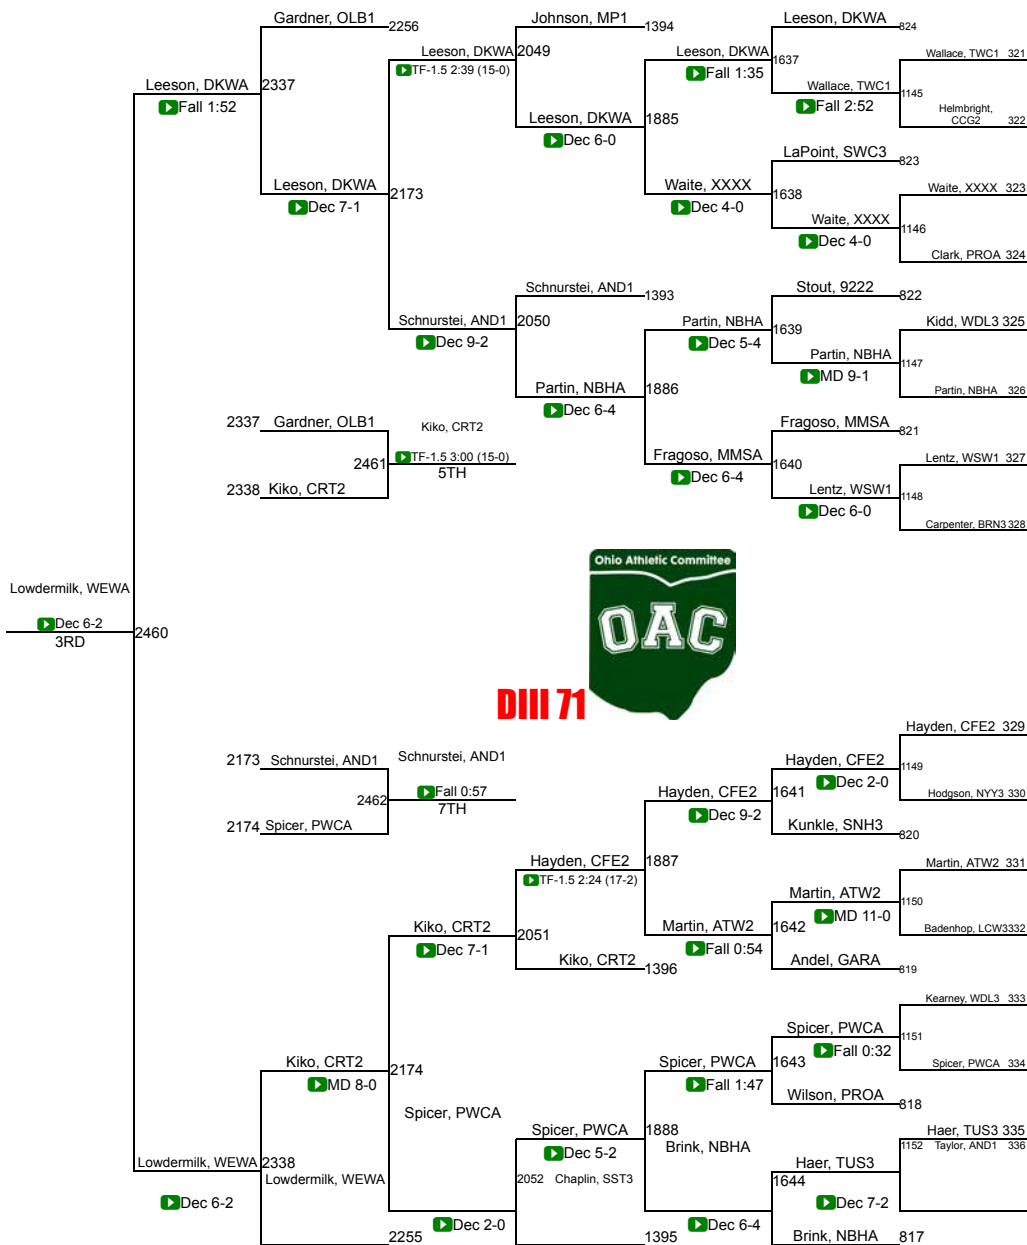 Gardner, OLB1
2256
Johnson, MP1
1394
Leeson, DKWA
824
Leeson, DKWA
2049
TF-1.5 2:39 (15-0)
Leeson, DKWA
1637
Fall 1:35
Wallace, TWC1 321
Leeson, DKWA
2337
Fall 1:52
Wallace, TWC1
1145
Fall 2:52
Helmbright,
CCG2 322
Leeson, DKWA
1885
Dec 6-0
LaPoint, SWC3
823
Leeson, DKWA
2173
Dec 7-1
Waite, XXXX
1638
Dec 4-0
Waite, XXXX 323
Waite, XXXX
1146
Dec 4-0
Clark, PROA 324
Schnurstei, AND1
1393
Stout, 9222
822
Schnurstei, AND1
2050
Dec 9-2
Partin, NBHA
1639
Dec 5-4
Kidd, WDL3 325
Partin, NBHA
1147
MD 9-1
Partin, NBHA
1886
Dec 6-4
Partin, NBHA 326
2337 Gardner, OLB1
Kiko, CRT2
Fragoso, MMSA
821
2461
TF-1.5 3:00 (15-0)
5TH
Fragoso, MMSA
1640
Dec 6-4
Lentz, WSW1 327
2338 Kiko, CRT2
Lentz, WSW1
1148
Dec 6-0
Carpenter, BRN3 328
Ohio Athletic Committee
OAC
Lowdermilk, WEWA
Dec 6-2
2460
3RD
DIII 71
Hayden, CFE2 329
2173 Schnurstei, AND1
Schnurstei, AND1
Hayden, CFE2
1149
Dec 2-0
2462
Fall 0:57
7TH
Hayden, CFE2
1641
Dec 9-2
Hodgson, NYY3 330
2174 Spicer, PWCA
Kunkle, SNH3
820
Hayden, CFE2
1887
TF-1.5 2:24 (17-2)
Martin, ATW2 331
Martin, ATW2
1150
MD 11-0
Kiko, CRT2
2051
Dec 7-1
Martin, ATW2
1642
Fall 0:54
Badenhop, LCW3332
Kiko, CRT2
1396
Andel, GARA
819
Kearney, WDL3 333
Spicer, PWCA
1151
Fall 0:32
Kiko, CRT2
2174
MD 8-0
Spicer, PWCA
1643
Fall 1:47
Spicer, PWCA 334
Wilson, PROA
818
Spicer, PWCA
Spicer, PWCA
1888
Dec 5-2
Brink, NBHA
Haer, TUS3 335
1152 Taylor, AND1 336
Lowdermilk, WEWA
2338
Dec 6-2
Lowdermilk, WEWA
2052 Chaplin, SST3
Haer, TUS3
1644
Dec 7-2
Dec 2-0
Dec 6-4
2255
1395
Brink, NBHA 817